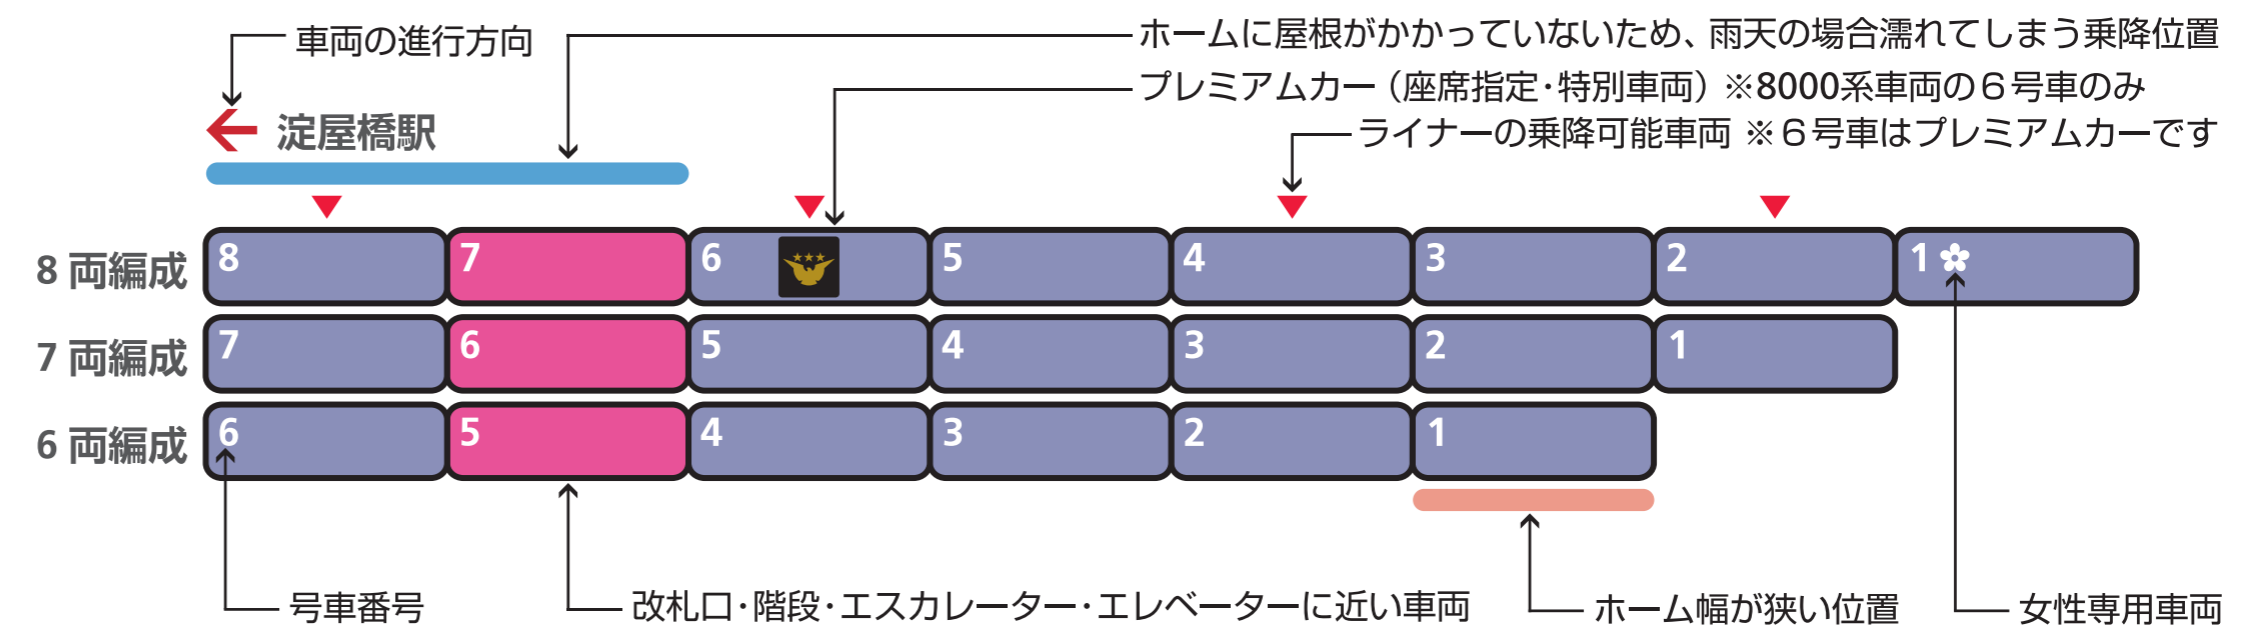 車両の進行方向
ホームに屋根がかかっていないため、雨天の場合濡れてしまう乗降位置
プレミアムカー（座席指定・特別車両）※8000系車両の６号車のみ
淀屋橋駅
ライナーの乗降可能車両 ※６号車はプレミアムカーです
8両編成 8 7 6 5 4 3 2 1
7両編成 7 6 5 4 3 2 1
6両編成 6 5 4 3 2 1
号車番号
改札口・階段・エスカレーター・エレベーターに近い車両
ホーム幅が狭い位置
女性専用車両